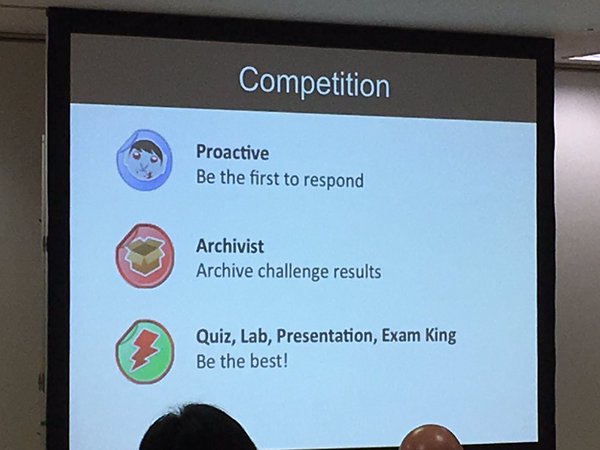 Competition
Proactive
Be the first to respond
Archivist
Archive challenge results
Quiz, Lab, Presentation, Exam King
Be the best!